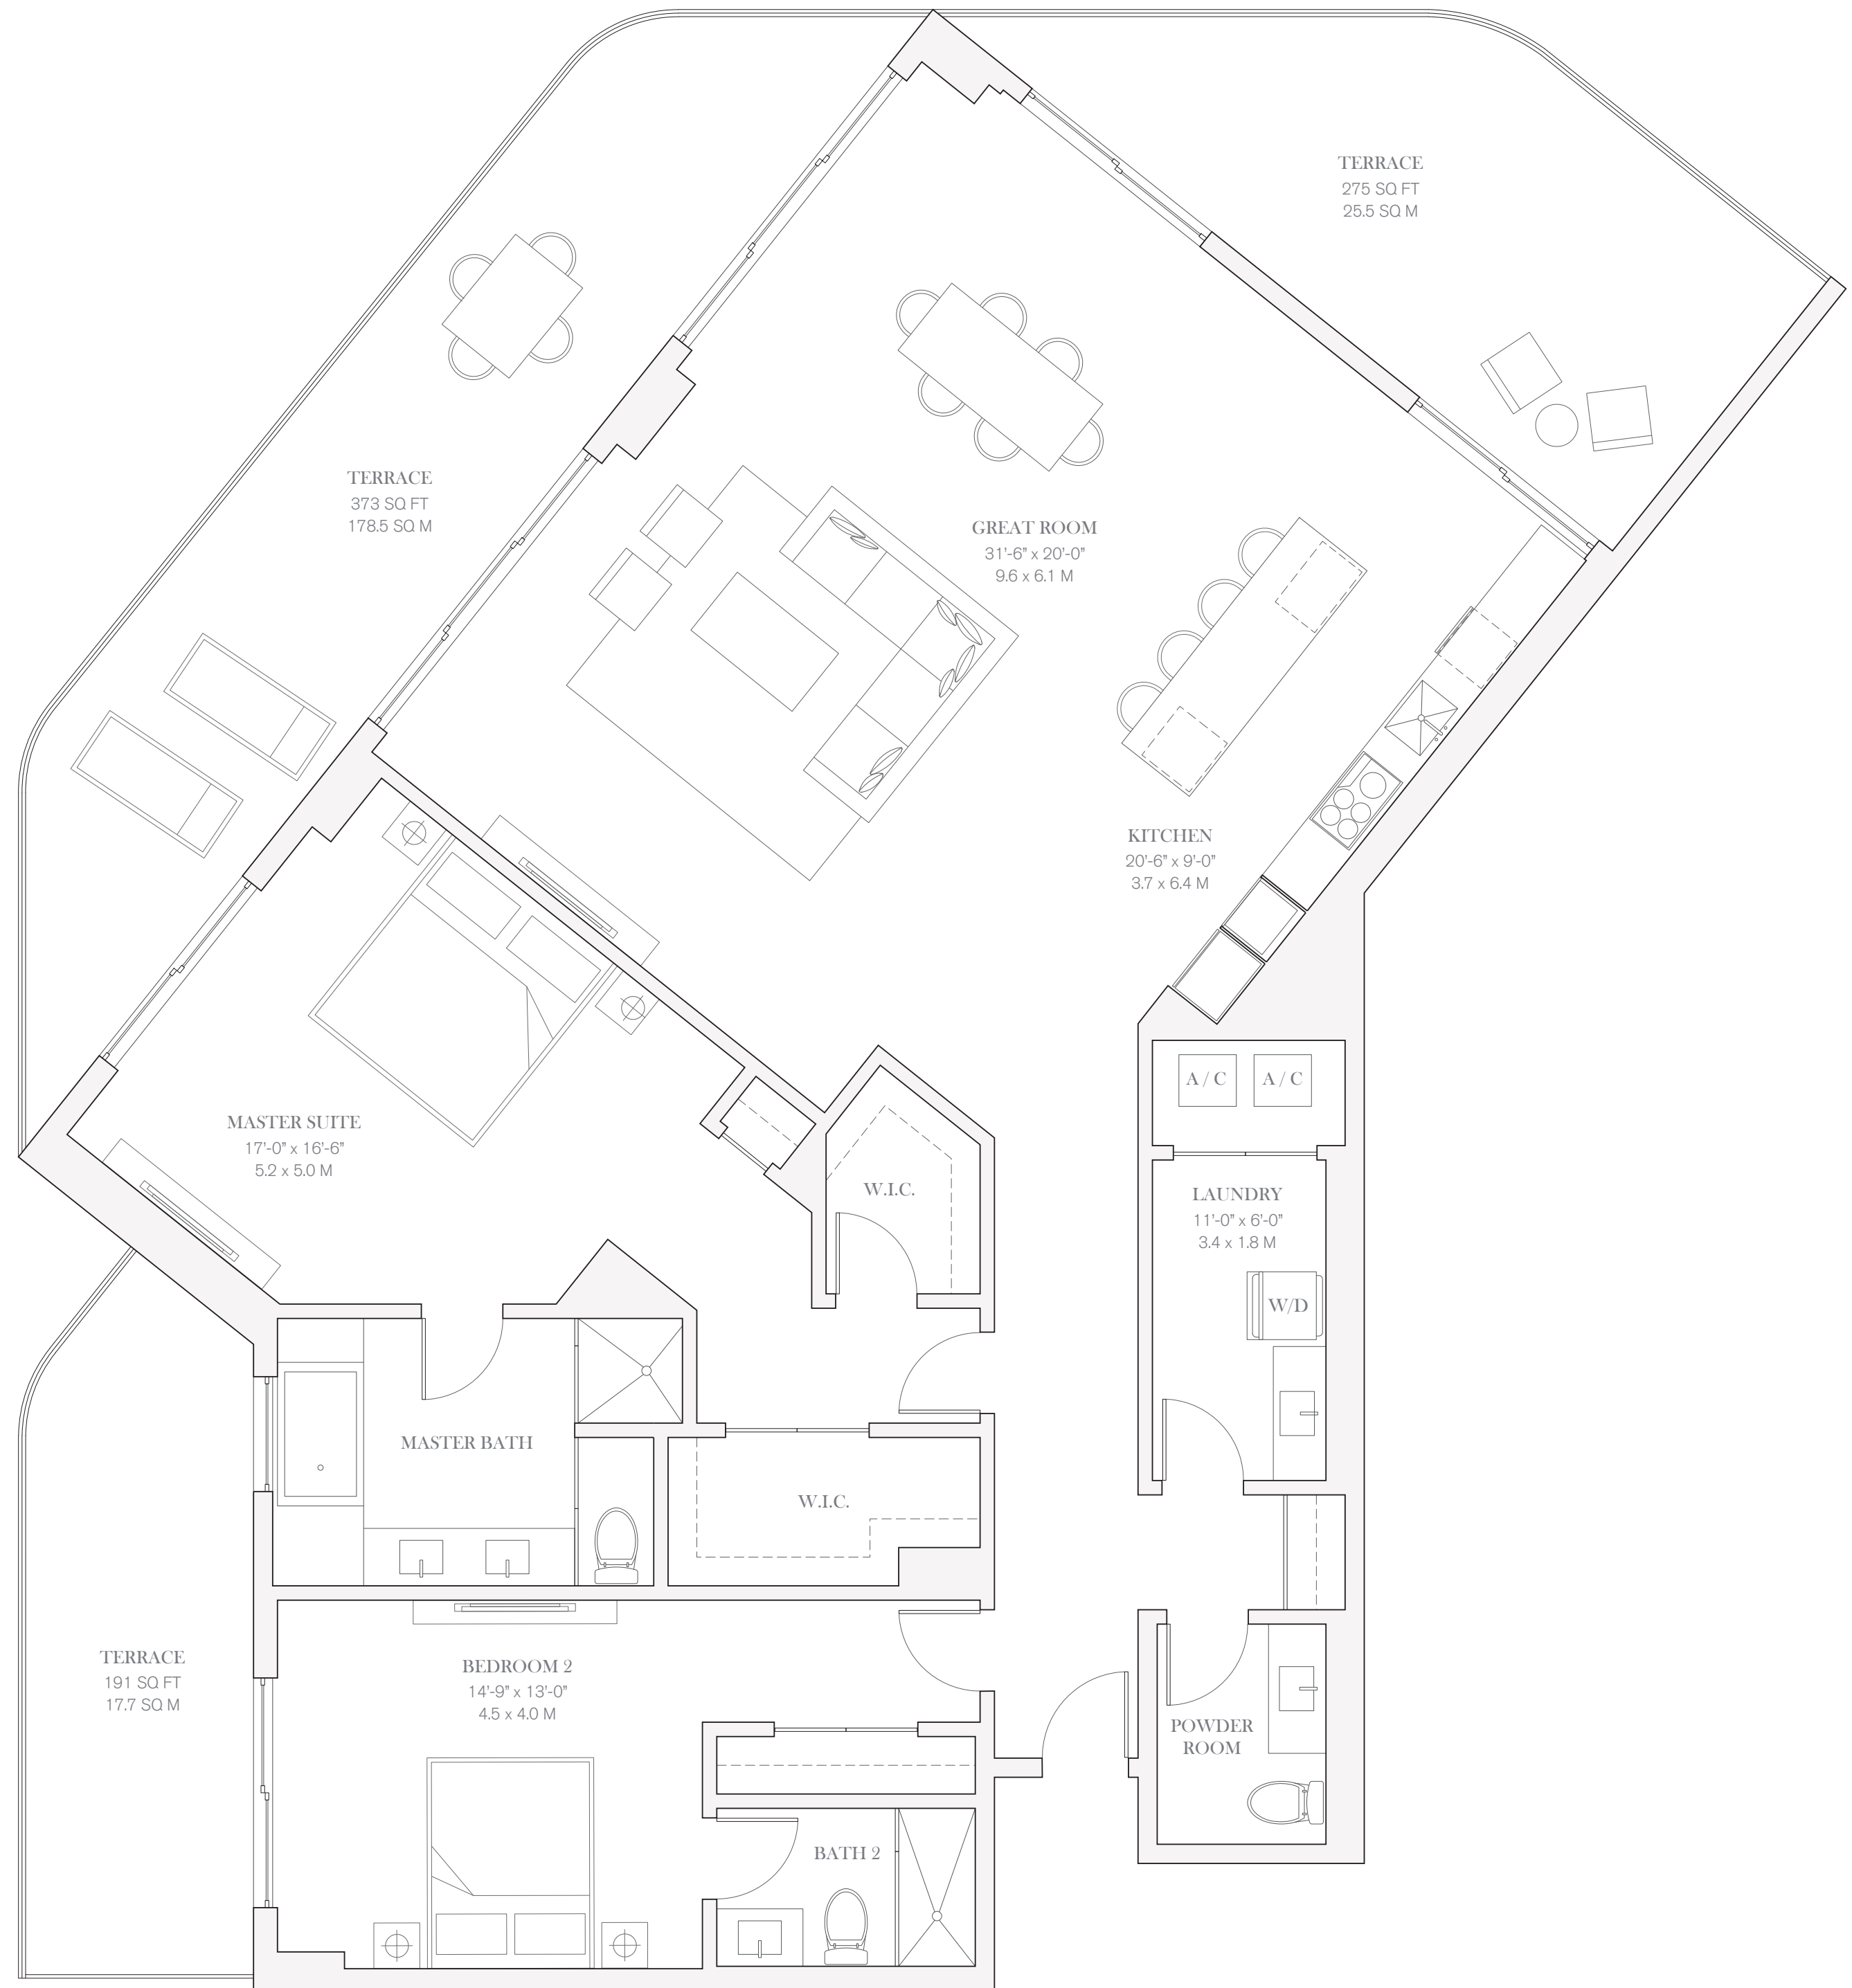 TERRACE
275 SQ FT
25.5 SQ M
TERRACE
373 SQ FT
178.5 SQ M
GREAT ROOM
31'-6" x 20'-0"
9.6 x 6.1 M
KITCHEN
20'-6" x 9'-0"
3.7 x 6.4 M
MASTER SUITE
17'-0" x 16'-6"
5.2 x 5.0 M
A / C
A / C
W.I.C.
LAUNDRY
11'-0" x 6'-0"
3.4 x 1.8 M
W/D
MASTER BATH
W.I.C.
TERRACE
191 SQ FT
17.7 SQ M
BEDROOM 2
14'-9" x 13'-0"
4.5 x 4.0 M
POWDER
ROOM
BATH 2